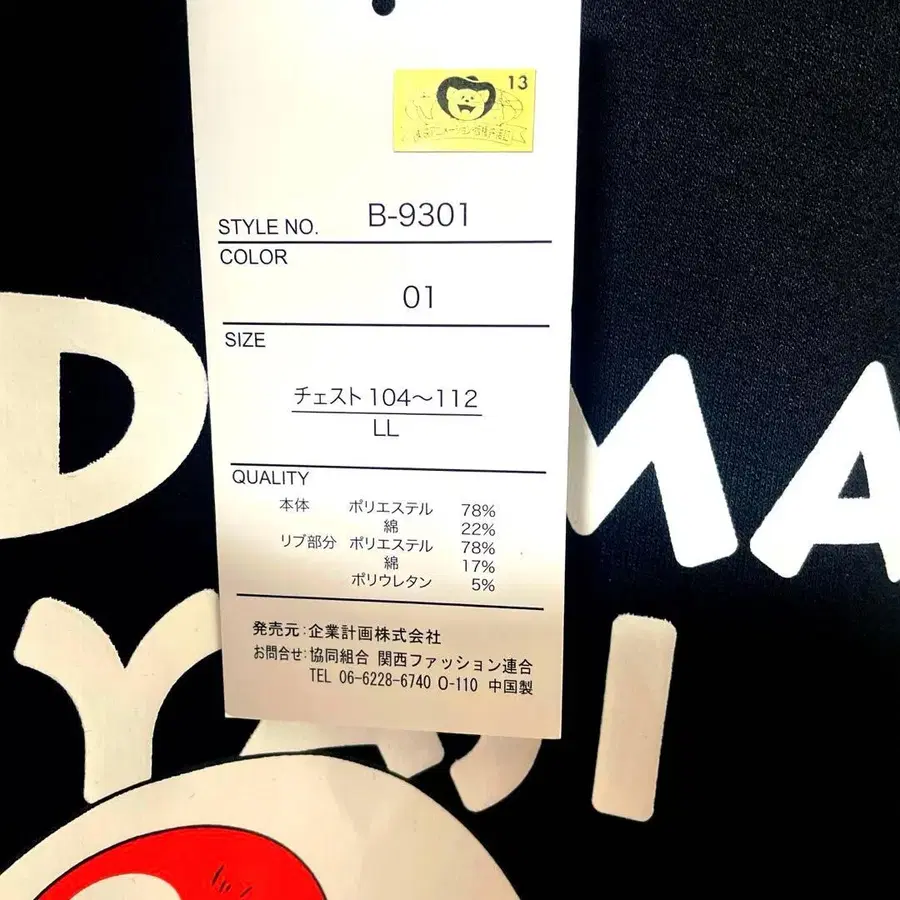 13
STYLE NO. B-9301
COLOR
01
SIZE
チェスト 104〜112
LL
QUALITY
本体 ポリエステル 78%
綿 22%
リブ部分 ポリエステル 78%
綿 17%
ポリウレタン 5%
発売元:企業計画株式会社
お問合せ:協同組合 関西ファッション連合
TEL 06-6228-6740 O-110 中国製